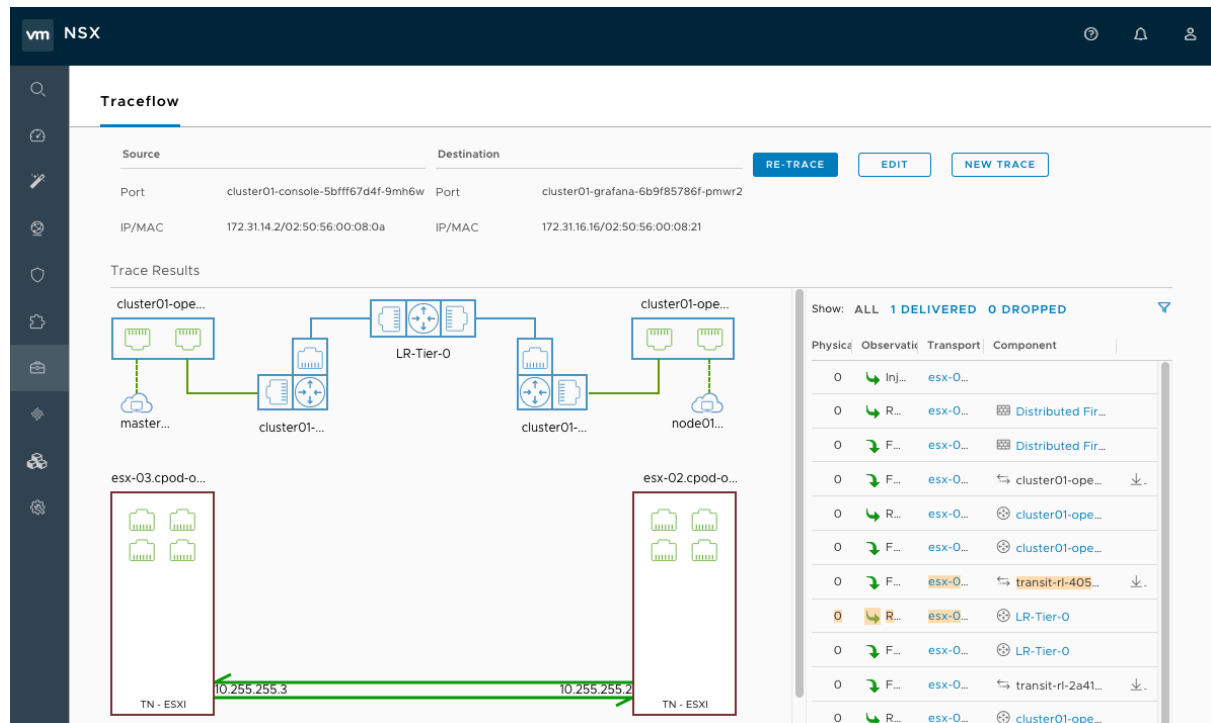 vm NSX
Traceflow
Source Destination
RE-TRACE EDIT NEW TRACE
Port cluster01-console-5bfff67d4f-9mh6w Port cluster01-grafana-6b9f85786f-pmwr2
IP/MAC 172.31.14.2/02:50:56:00:08:0a IP/MAC 172.31.16.16/02:50:56:00:08:21
Trace Results
cluster01-ope...
cluster01-ope...
LR-Tier-0
master...
cluster01-...
cluster01-...
node01...
esx-03.cpod-o...
esx-02.cpod-o...
10.255.255.3
10.255.255.2
TN - ESXI
TN - ESXI
Show: ALL 1 DELIVERED 0 DROPPED
Physica Observatic Transport Component
0 Inj... esx-0...
0 R... esx-0... Distributed Fir...
0 F... esx-0... Distributed Fir...
0 F... esx-0... cluster01-ope...
0 R... esx-0... cluster01-ope...
0 F... esx-0... cluster01-ope...
0 F... esx-0... transit-rl-405...
0 R... esx-0... LR-Tier-0
0 F... esx-0... LR-Tier-0
0 F... esx-0... transit-rl-2a41...
0 R... esx-0... cluster01-ope...